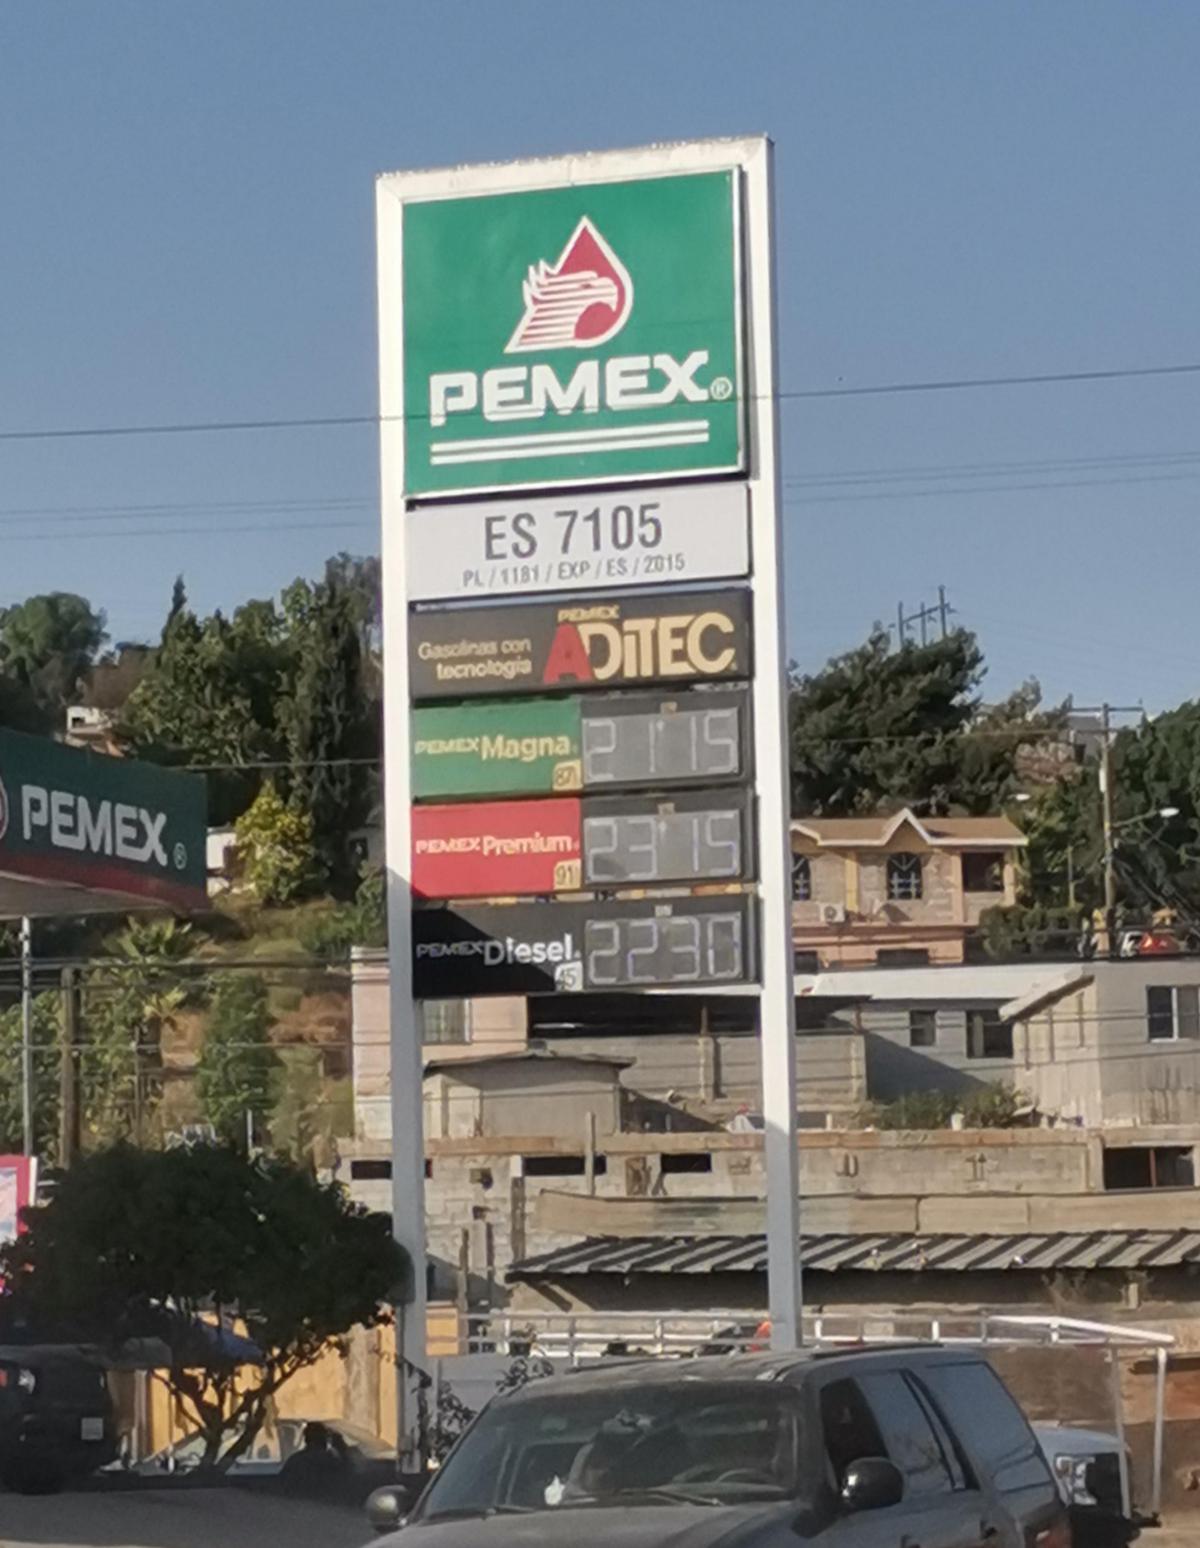 PEMEX®
ES 7105
PL / 1181 / EXP / ES / 2015
PEMEX
Gasolinas con ADiTEC
tecnología
PEMEX Magna 21 15
87
PEMEX Premium 23 15
91
PEMEX Diesel 22 30
45
PEMEX®